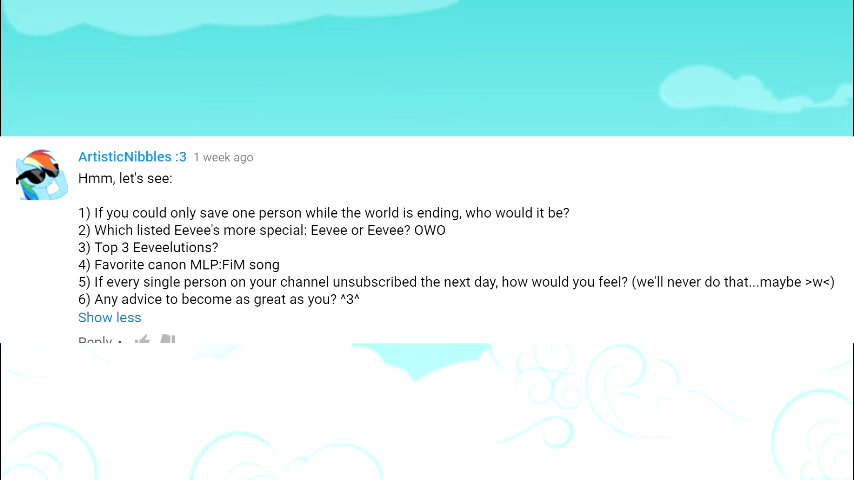 ArtisticNibbles :3 1 week ago
Hmm, let's see:
1) If you could only save one person while the world is ending, who would it be?
2) Which listed Eevee's more special: Eevee or Eevee? OWO
3) Top 3 Eeveelutions?
4) Favorite canon MLP:FiM song
5) If every single person on your channel unsubscribed the next day, how would you feel? (we'll never do that...maybe >w<)
6) Any advice to become as great as you? ^3^
Show less
Reply •